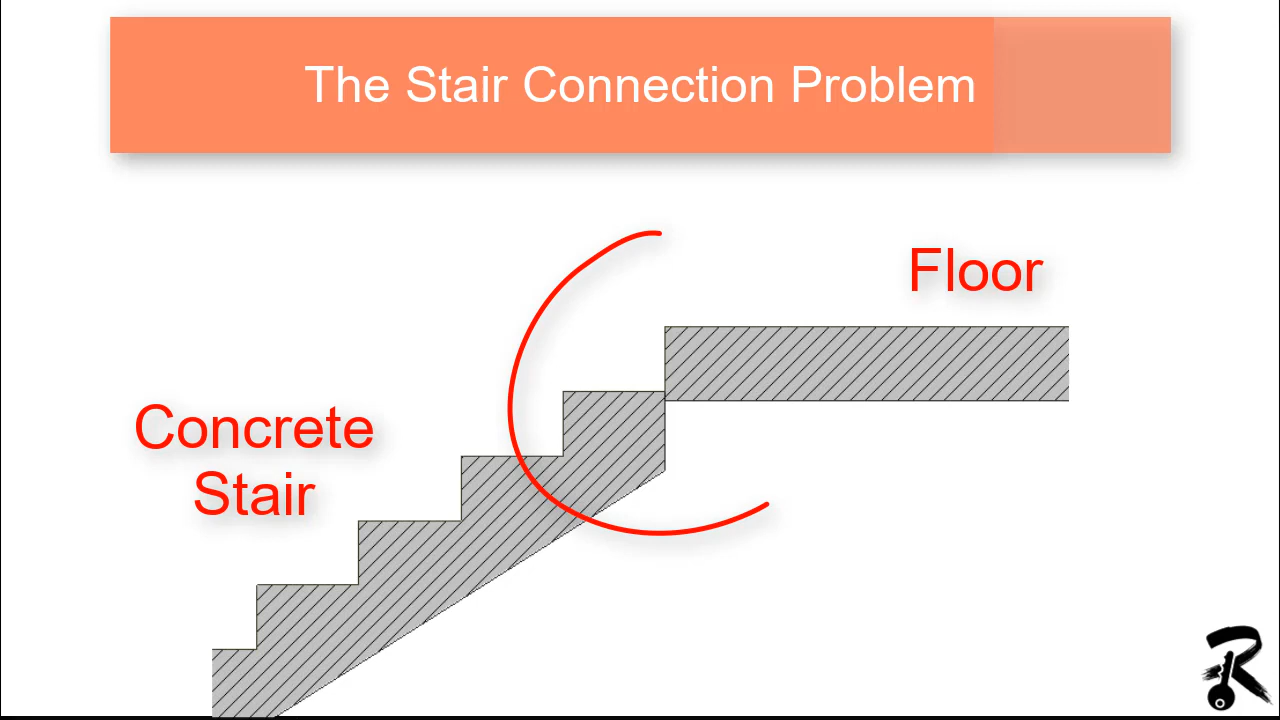 The Stair Connection Problem
Floor
Concrete
Stair